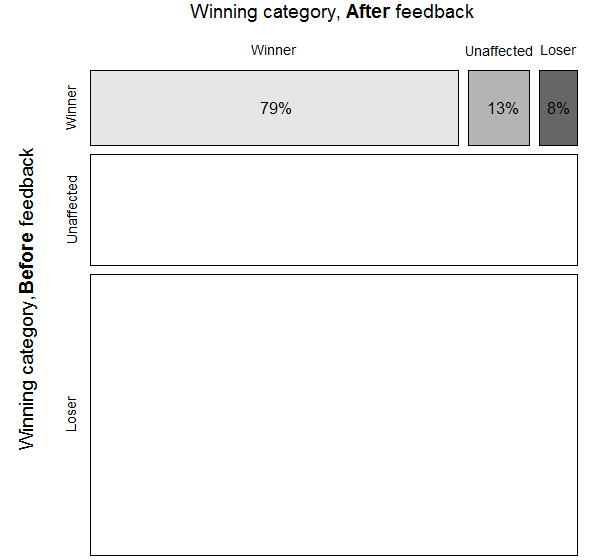 Winning category, After feedback
Winner
Unaffected
Loser
Winning category, Before feedback
Winner
79%
13%
8%
Unaffected
Loser